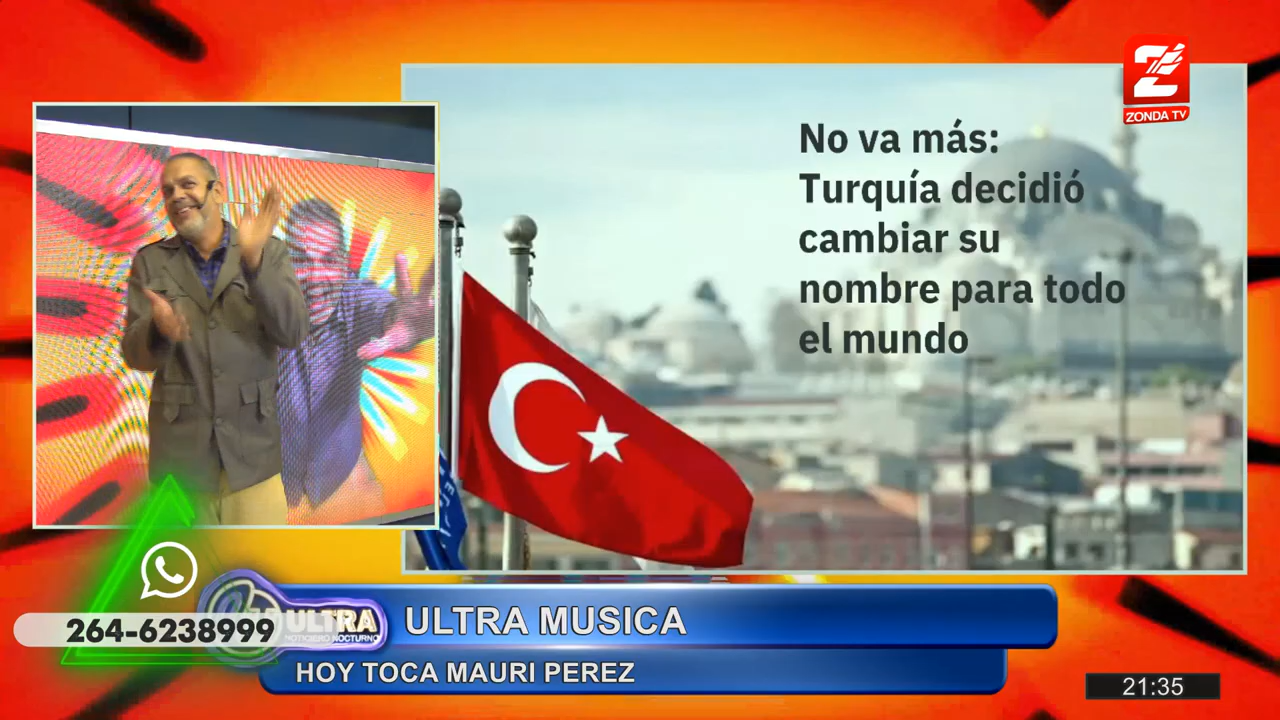 ZONDA TV
No va más:
Turquía decidió
cambiar su
nombre para todo
el mundo
264-6238999
ULTRA
NOTICIERO NOCTURNO
ULTRA MUSICA
HOY TOCA MAURI PEREZ
21:35